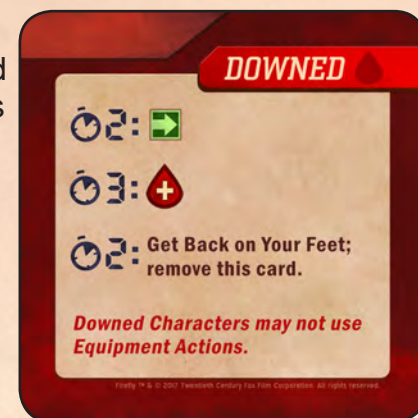 d
s
DOWNED
2:
3:
2: Get Back on Your Feet;
remove this card.
Downed Characters may not use
Equipment Actions.
Firefly ™ & © 2017 Twentieth Century Fox Film Corporation. All rights reserved.